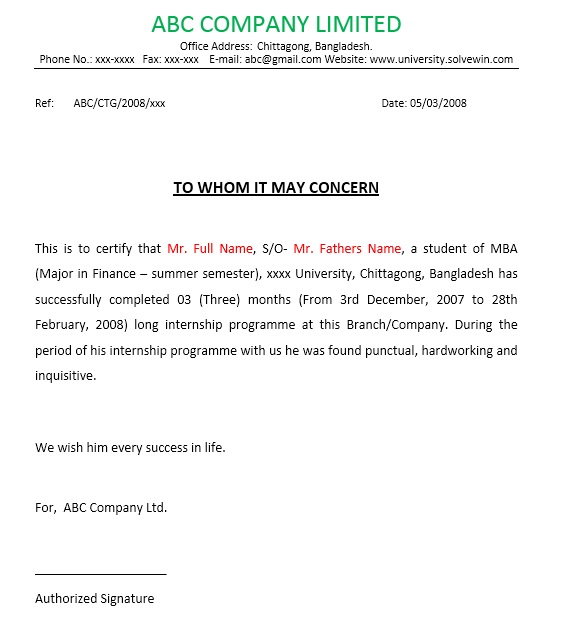 ABC COMPANY LIMITED
Office Address: Chittagong, Bangladesh.
Phone No.: xxx-xxxx Fax: xxx-xxx E-mail: abc@gmail.com Website: www.university.solvewin.com
Ref: ABC/CTG/2008/xxx Date: 05/03/2008
TO WHOM IT MAY CONCERN
This is to certify that Mr. Full Name, S/O- Mr. Fathers Name, a student of MBA
(Major in Finance – summer semester), xxxx University, Chittagong, Bangladesh has
successfully completed 03 (Three) months (From 3rd December, 2007 to 28th
February, 2008) long internship programme at this Branch/Company. During the
period of his internship programme with us he was found punctual, hardworking and
inquisitive.
We wish him every success in life.
For, ABC Company Ltd.
Authorized Signature